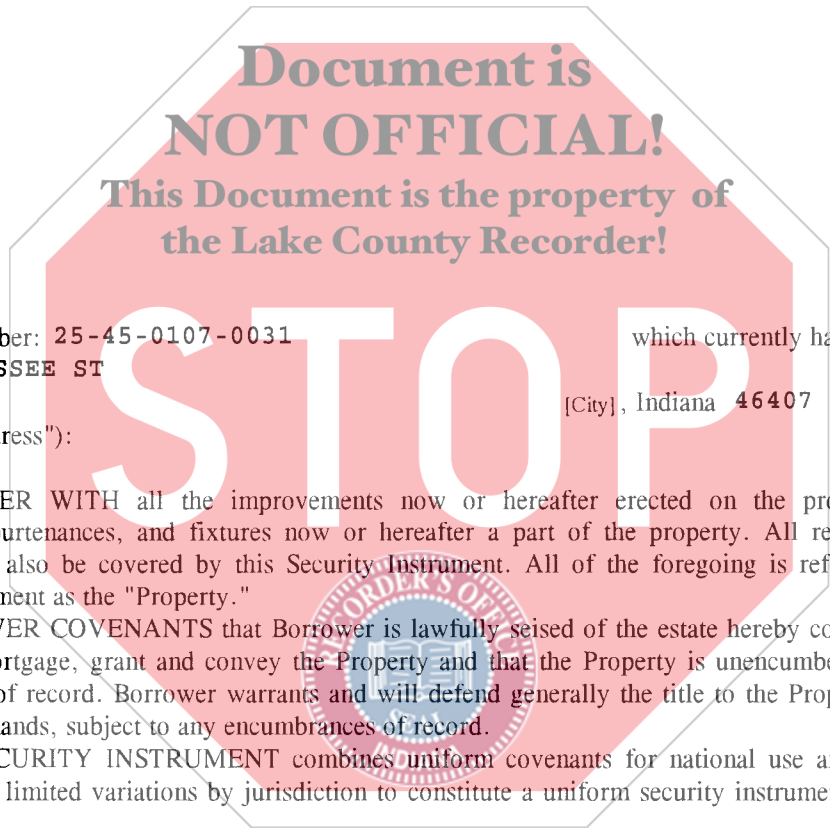 Document is
NOT OFFICIAL!
This Document is the property of
the Lake County Recorder!
ber: 25-45-0107-0031 which currently ha
SSEE ST
[City], Indiana 46407
ress"):
STOP
ER WITH all the improvements now or hereafter erected on the pro
urtenances, and fixtures now or hereafter a part of the property. All re
also be covered by this Security Instrument. All of the foregoing is ref
ment as the "Property."
VER COVENANTS that Borrower is lawfully seised of the estate hereby co
ortgage, grant and convey the Property and that the Property is unencumbe
of record. Borrower warrants and will defend generally the title to the Prop
ands, subject to any encumbrances of record.
CURITY INSTRUMENT combines uniform covenants for national use a
limited variations by jurisdiction to constitute a uniform security instrume
RECORDER'S OFFICE
SEAL
INDIANA